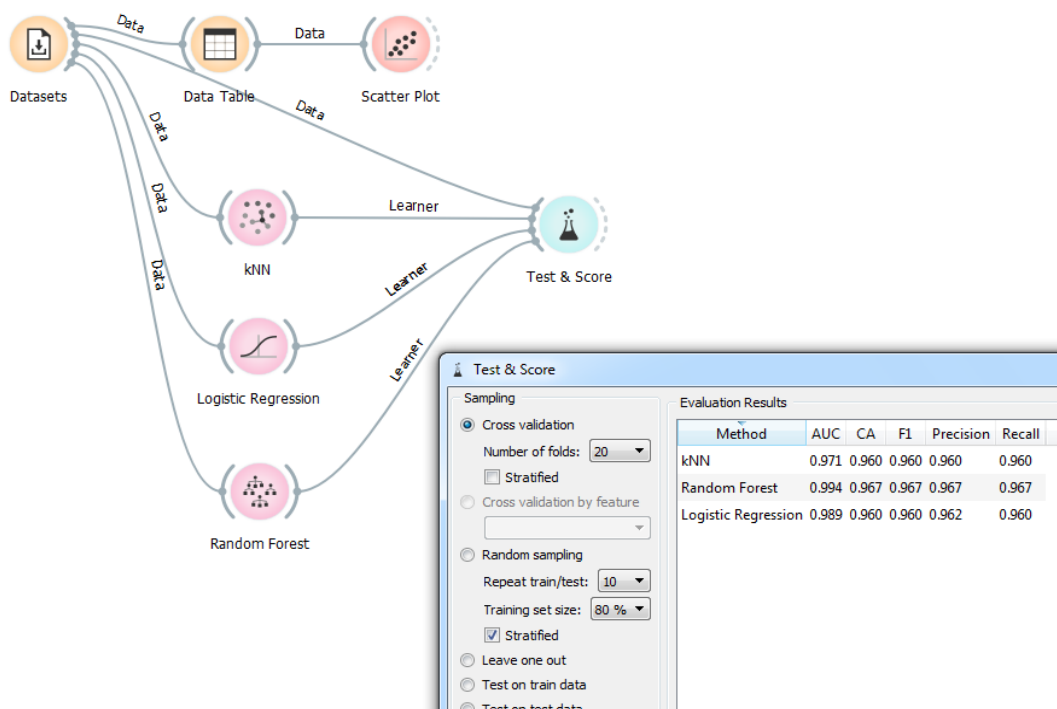 Data
Data
Datasets
Data Table
Scatter Plot
Data
Data
Data
Data
Learner
kNN
Test & Score
Learner
Learner
Logistic Regression
Random Forest
Test & Score
Sampling
Cross validation
Number of folds: 20
Stratified
Cross validation by feature
Random sampling
Repeat train/test: 10
Training set size: 80 %
Stratified
Leave one out
Test on train data
Test on test data
Evaluation Results
Method AUC CA F1 Precision Recall
kNN 0.971 0.960 0.960 0.960 0.960
Random Forest 0.994 0.967 0.967 0.967 0.967
Logistic Regression 0.989 0.960 0.960 0.962 0.960